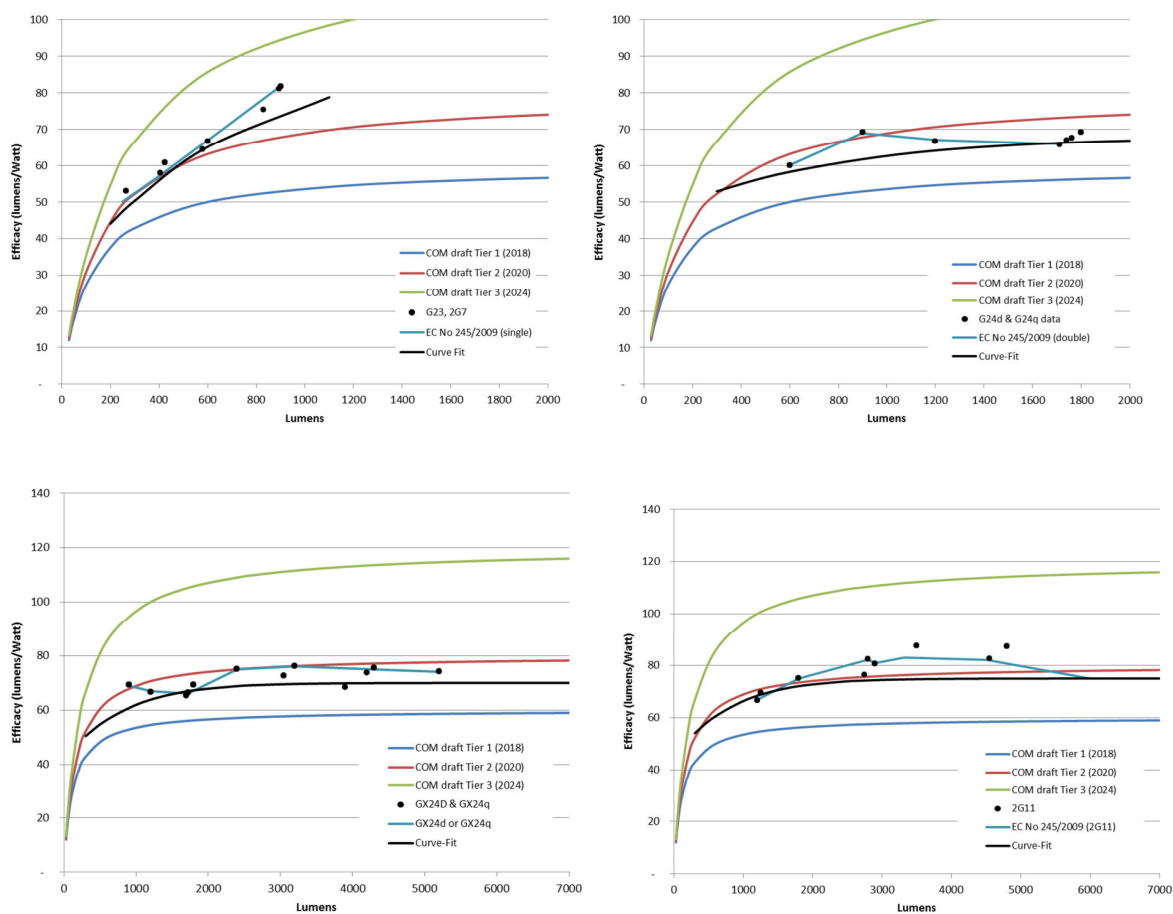 100
90
80
70
60
50
40
30
20
10
-
Efficacy (lumens/Watt)
COM draft Tier 1 (2018)
COM draft Tier 2 (2020)
COM draft Tier 3 (2024)
G23, 2G7
EC No 245/2009 (single)
Curve Fit
0 200 400 600 800 1000 1200 1400 1600 1800 2000
Lumens
100
90
80
70
60
50
40
30
20
10
-
Efficacy (lumens/Watt)
COM draft Tier 1 (2018)
COM draft Tier 2 (2020)
COM draft Tier 3 (2024)
G24d & G24q data
EC No 245/2009 (double)
Curve-Fit
0 200 400 600 800 1000 1200 1400 1600 1800 2000
Lumens
140
120
100
80
60
40
20
-
Efficacy (lumens/Watt)
COM draft Tier 1 (2018)
COM draft Tier 2 (2020)
COM draft Tier 3 (2024)
GX24D & GX24q
GX24d or GX24q
Curve-Fit
0 1000 2000 3000 4000 5000 6000 7000
Lumens
140
120
100
80
60
40
20
-
Efficacy (lumens/Watt)
COM draft Tier 1 (2018)
COM draft Tier 2 (2020)
COM draft Tier 3 (2024)
2G11
EC No 245/2009 (2G11)
Curve-Fit
0 1000 2000 3000 4000 5000 6000 7000
Lumens